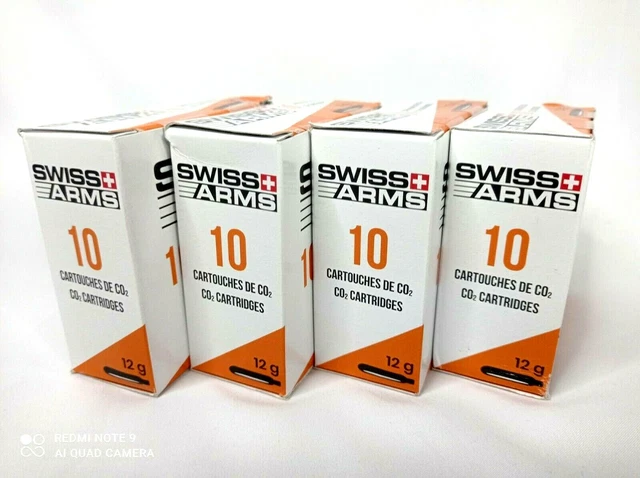 SWISS
ARMS
10
CARTOUCHES DE CO₂
CO₂ CARTRIDGES
12 g
SWISS
ARMS
10
CARTOUCHES DE CO₂
CO₂ CARTRIDGES
12 g
SWISS
ARMS
10
CARTOUCHES DE CO₂
CO₂ CARTRIDGES
12 g
SWISS
ARMS
10
CARTOUCHES DE CO₂
CO₂ CARTRIDGES
12 g
REDMI NOTE 9
AI QUAD CAMERA